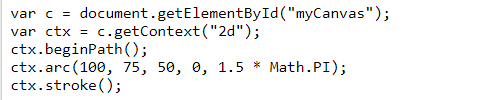 var c = document.getElementById("myCanvas");
var ctx = c.getContext("2d");
ctx.beginPath();
ctx.arc(100, 75, 50, 0, 1.5 * Math.PI);
ctx.stroke();